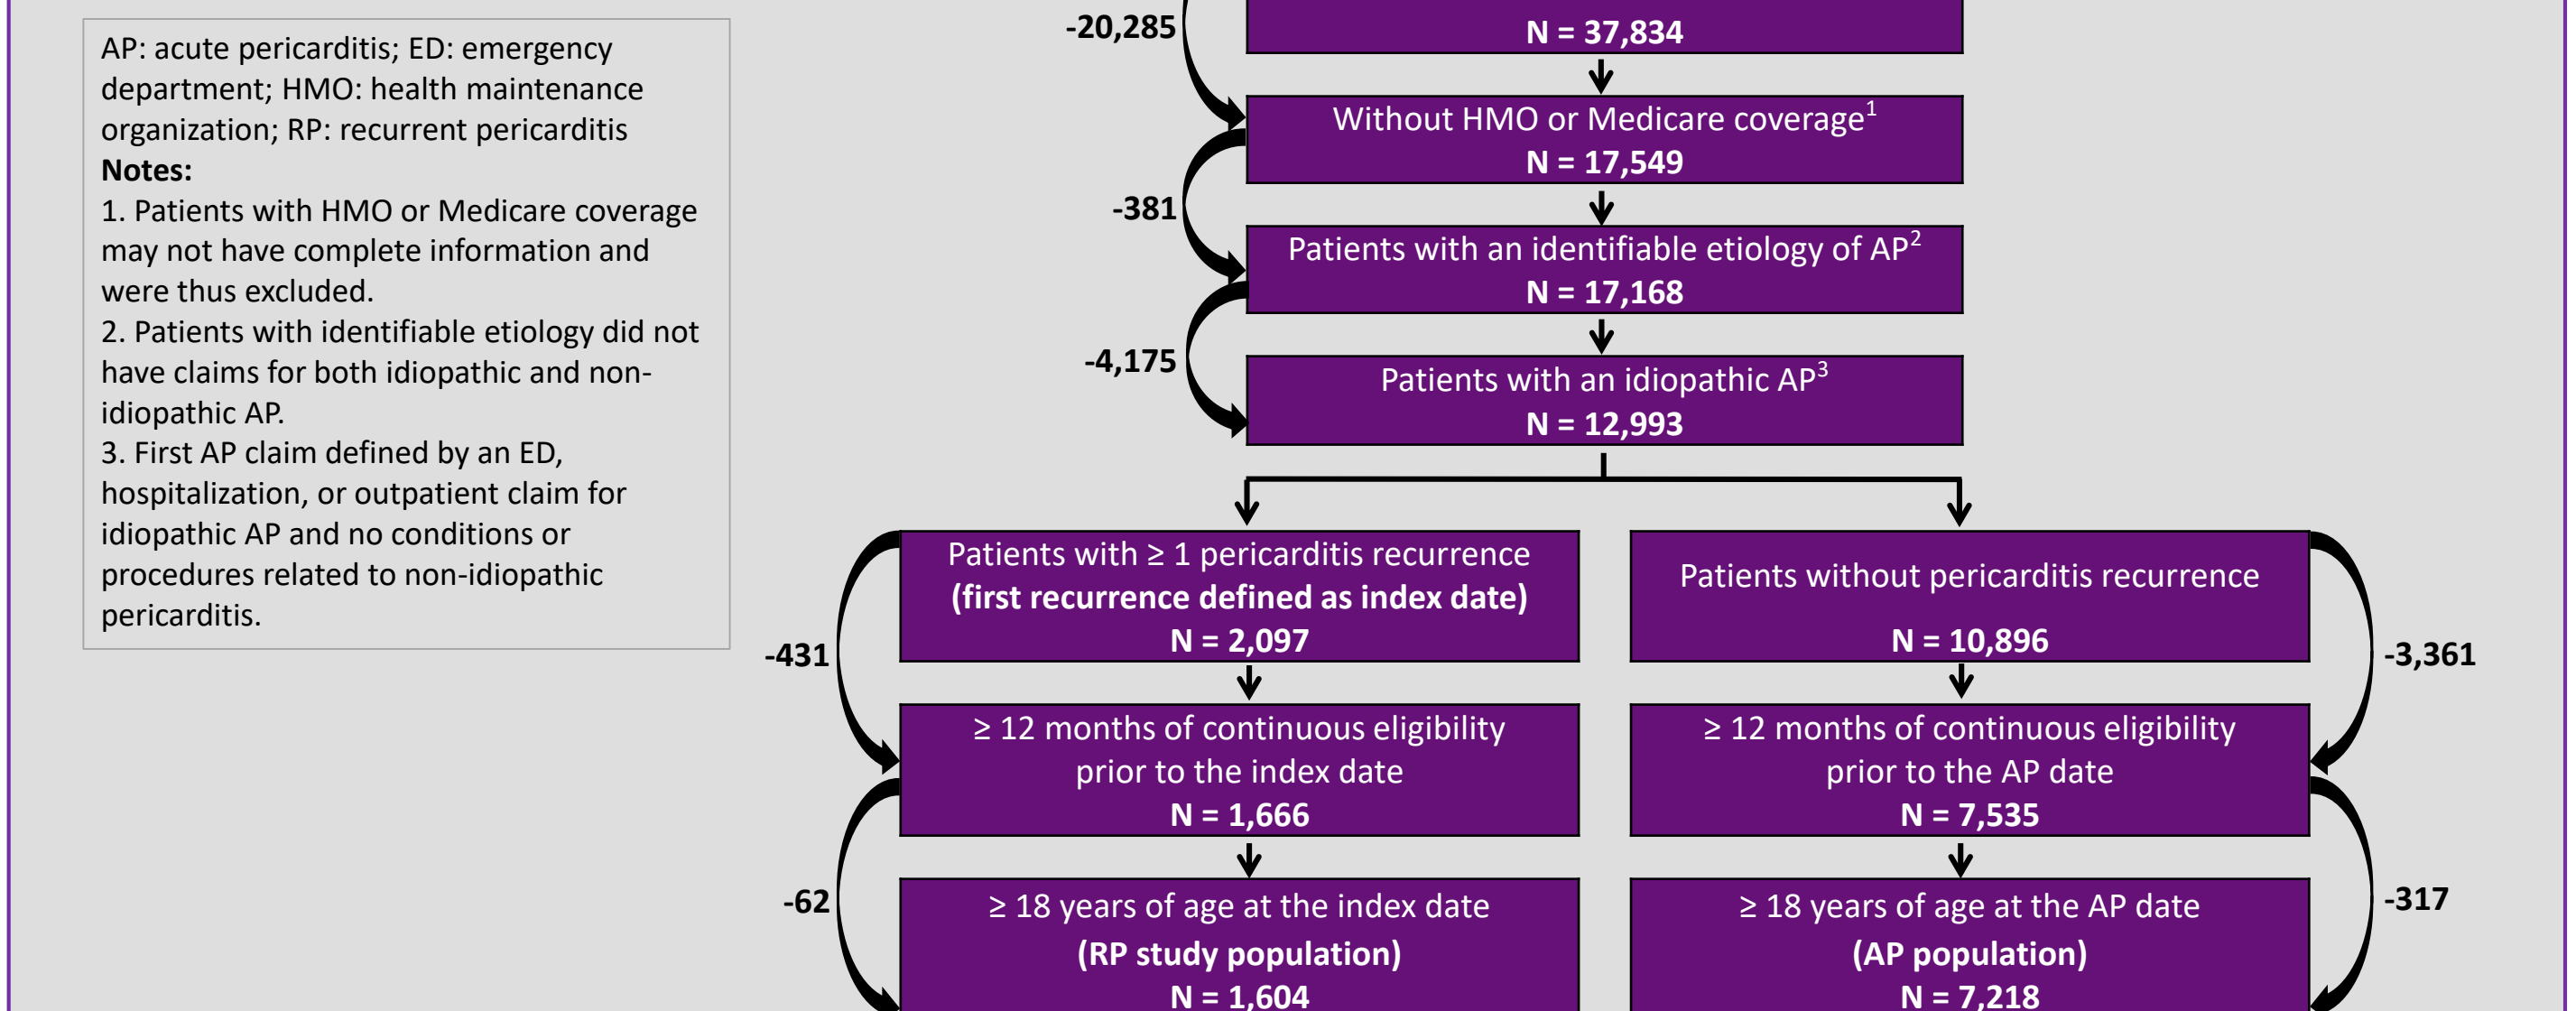 AP: acute pericarditis; ED: emergency
department; HMO: health maintenance
organization; RP: recurrent pericarditis
Notes:
1. Patients with HMO or Medicare coverage
may not have complete information and
were thus excluded.
2. Patients with identifiable etiology did not
have claims for both idiopathic and non-
idiopathic AP.
3. First AP claim defined by an ED,
hospitalization, or outpatient claim for
idiopathic AP and no conditions or
procedures related to non-idiopathic
pericarditis.
-20,285
N = 37,834
Without HMO or Medicare coverage¹
N = 17,549
-381
Patients with an identifiable etiology of AP²
N = 17,168
-4,175
Patients with an idiopathic AP³
N = 12,993
Patients with ≥ 1 pericarditis recurrence
(first recurrence defined as index date)
N = 2,097
Patients without pericarditis recurrence
N = 10,896
-431
-3,361
≥ 12 months of continuous eligibility
prior to the index date
N = 1,666
≥ 12 months of continuous eligibility
prior to the AP date
N = 7,535
-62
-317
≥ 18 years of age at the index date
(RP study population)
N = 1,604
≥ 18 years of age at the AP date
(AP population)
N = 7,218